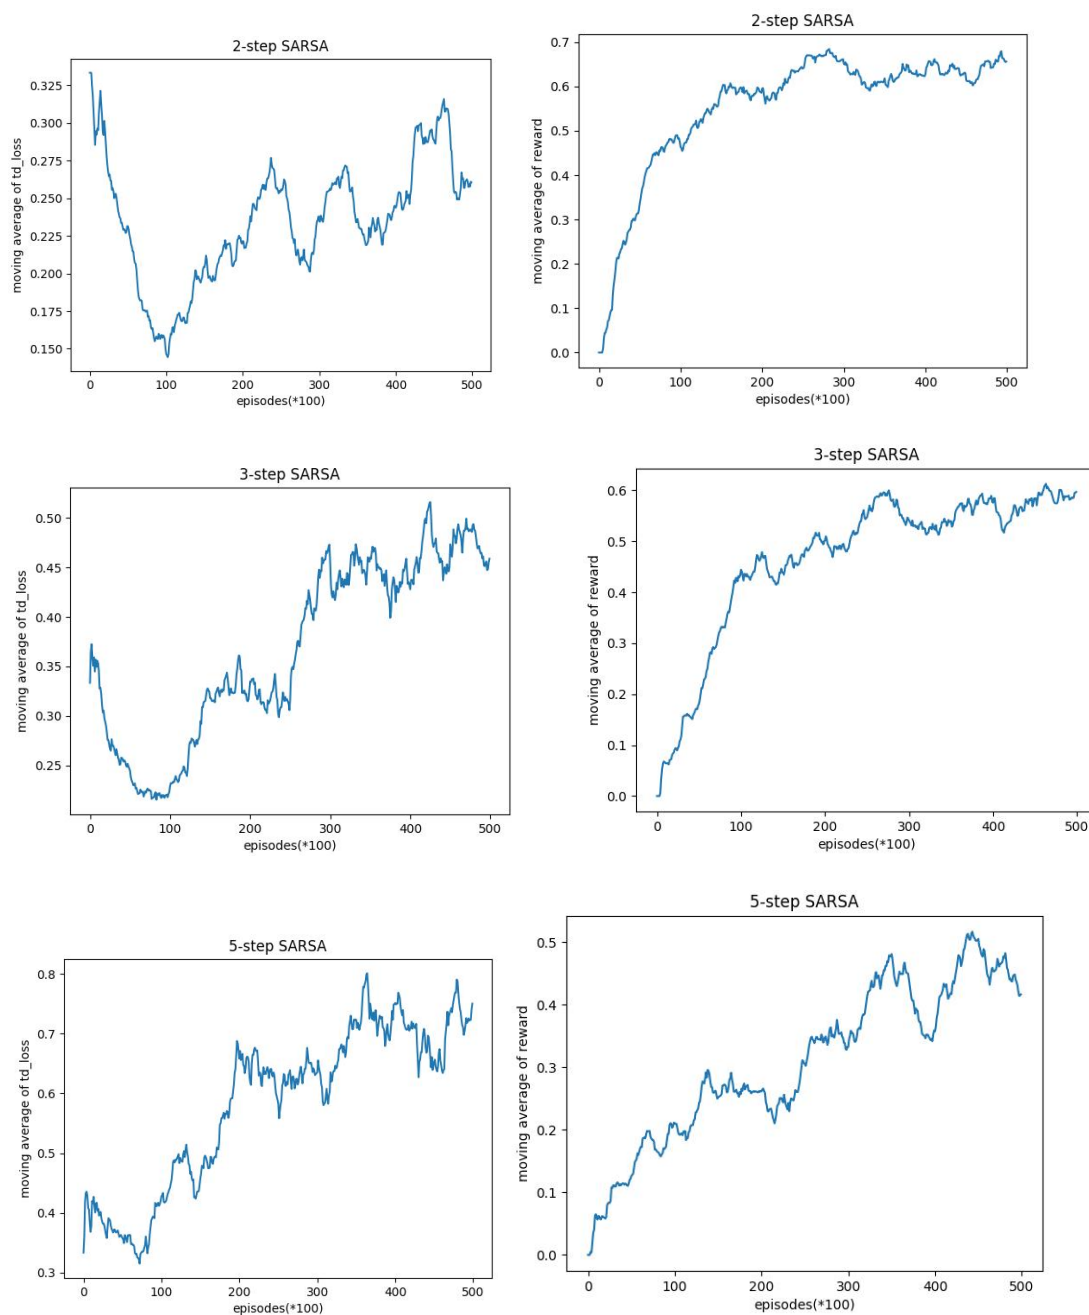 2-step SARSA
moving average of td_loss
0.325
0.300
0.275
0.250
0.225
0.200
0.175
0.150
0 100 200 300 400 500
episodes(*100)
2-step SARSA
moving average of reward
0.7
0.6
0.5
0.4
0.3
0.2
0.1
0.0
0 100 200 300 400 500
episodes(*100)
3-step SARSA
moving average of td_loss
0.50
0.45
0.40
0.35
0.30
0.25
0 100 200 300 400 500
episodes(*100)
3-step SARSA
moving average of reward
0.6
0.5
0.4
0.3
0.2
0.1
0.0
0 100 200 300 400 500
episodes(*100)
5-step SARSA
moving average of td_loss
0.8
0.7
0.6
0.5
0.4
0.3
0 100 200 300 400 500
episodes(*100)
5-step SARSA
moving average of reward
0.5
0.4
0.3
0.2
0.1
0.0
0 100 200 300 400 500
episodes(*100)